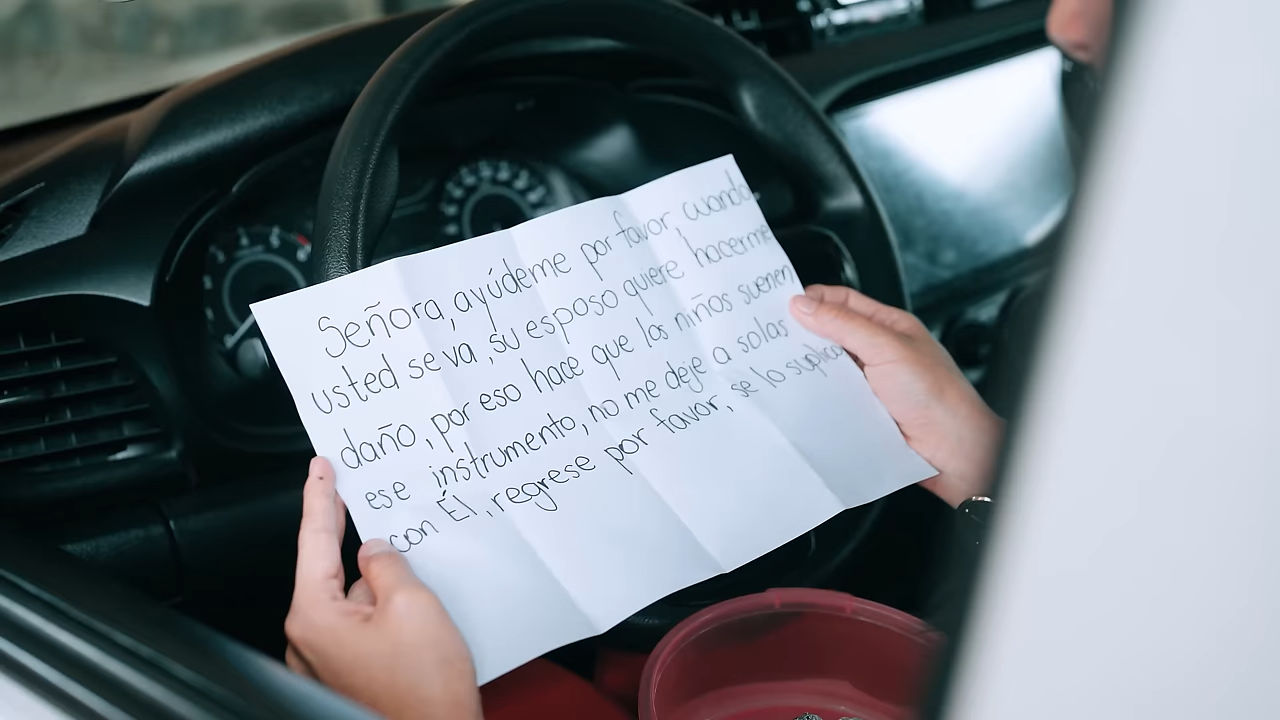 Señora, ayúdeme por favor, cuando
usted se va, su esposo quiere hacerme
daño, por eso hace que los niños suenen
ese instrumento, no me deje a solas
con Él, regrese por favor, se lo suplico